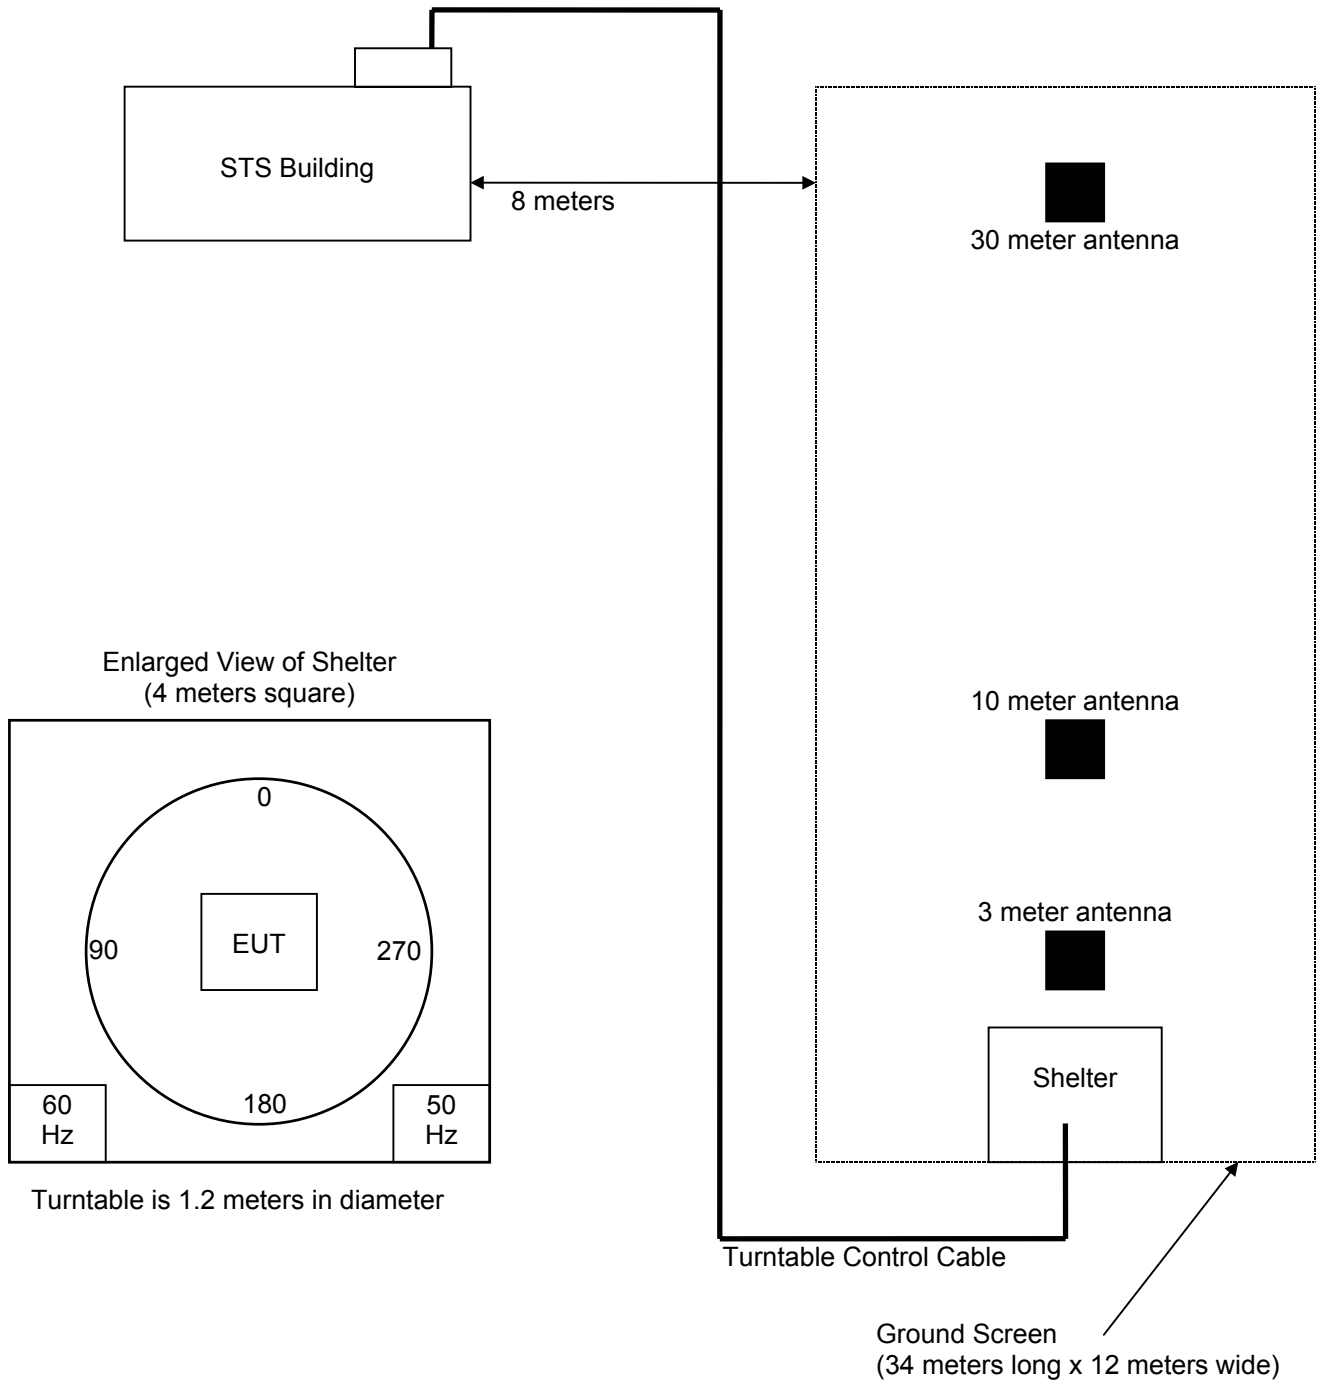 STS Building
8 meters
30 meter antenna
Enlarged View of Shelter
(4 meters square)
0
90
EUT
270
180
60
Hz
50
Hz
Turntable is 1.2 meters in diameter
10 meter antenna
3 meter antenna
Shelter
Turntable Control Cable
Ground Screen
(34 meters long x 12 meters wide)